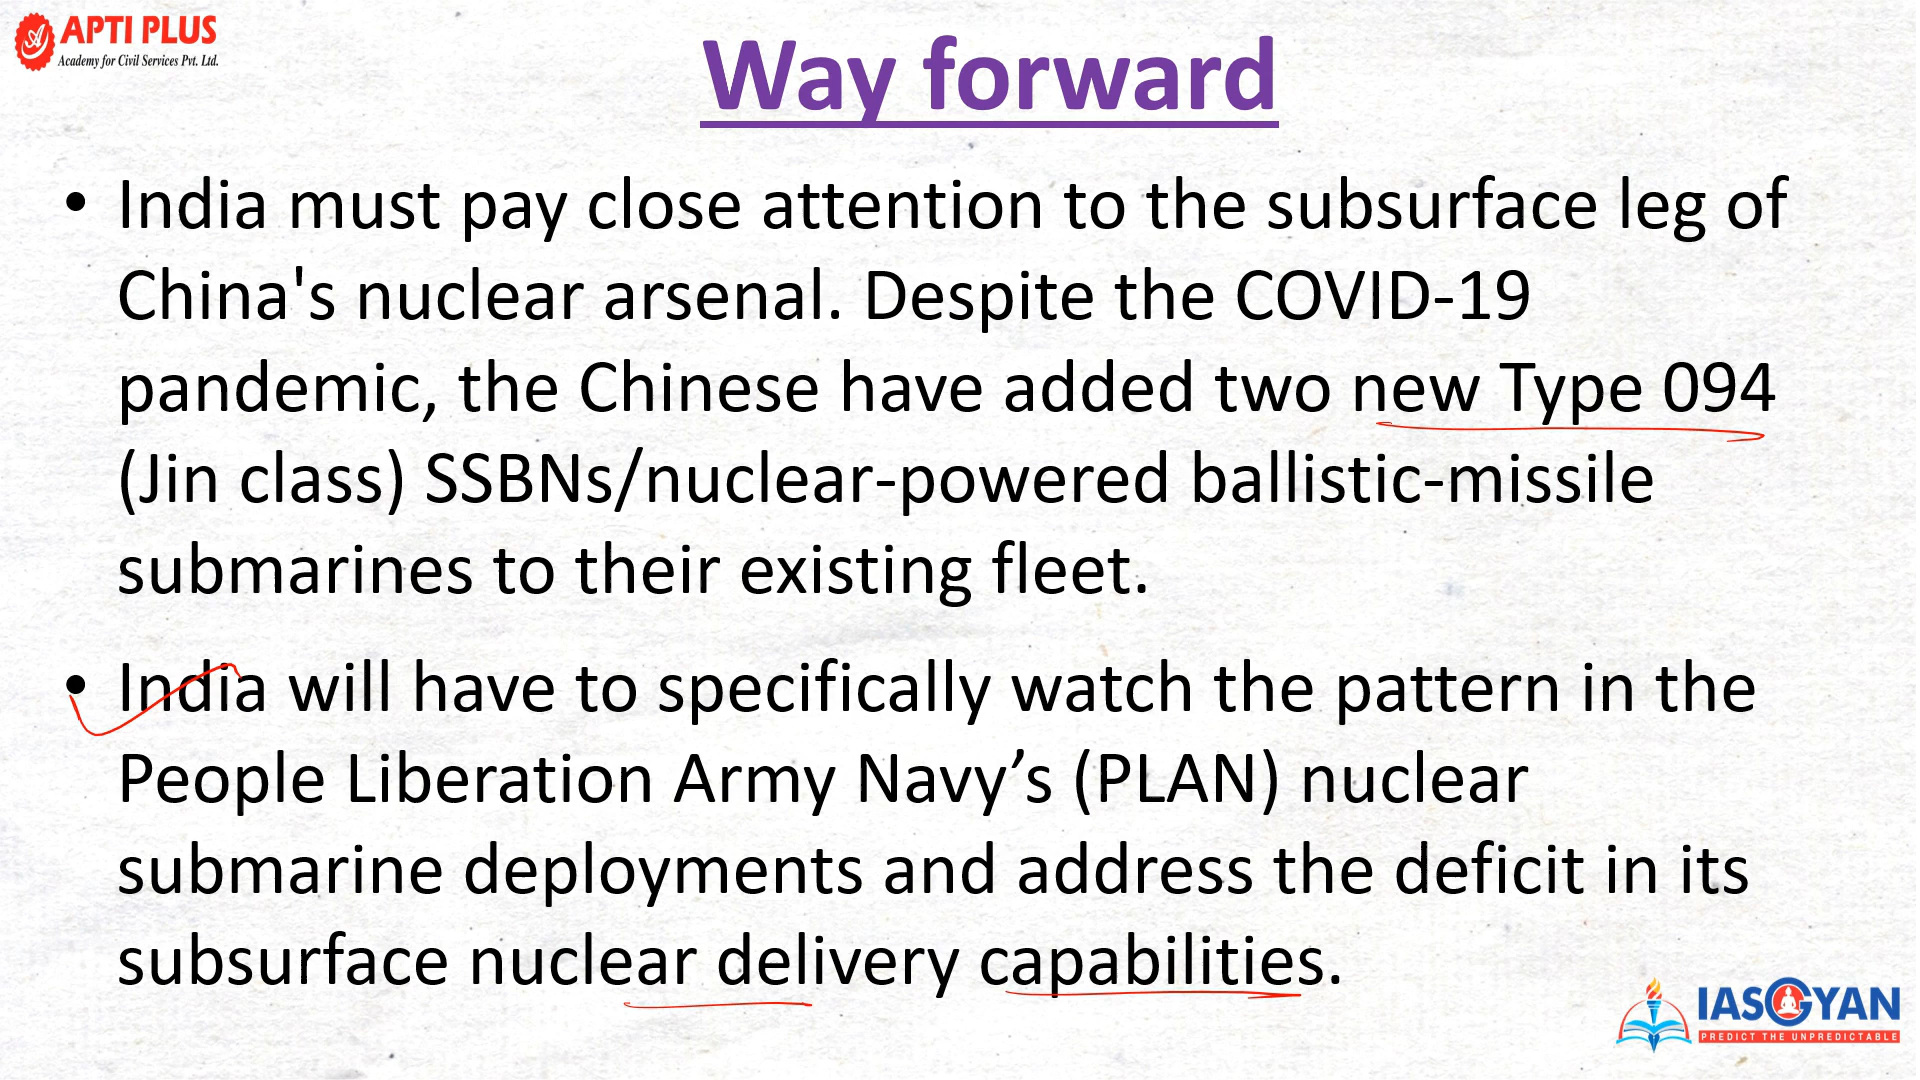 APTI PLUS
Academy for Civil Services Pvt. Ltd.
Way forward
• India must pay close attention to the subsurface leg of
China's nuclear arsenal. Despite the COVID-19
pandemic, the Chinese have added two new Type 094
(Jin class) SSBNs/nuclear-powered ballistic-missile
submarines to their existing fleet.
• India will have to specifically watch the pattern in the
People Liberation Army Navy’s (PLAN) nuclear
submarine deployments and address the deficit in its
subsurface nuclear delivery capabilities.
IASGYAN
PREDICT THE UNPREDICTABLE